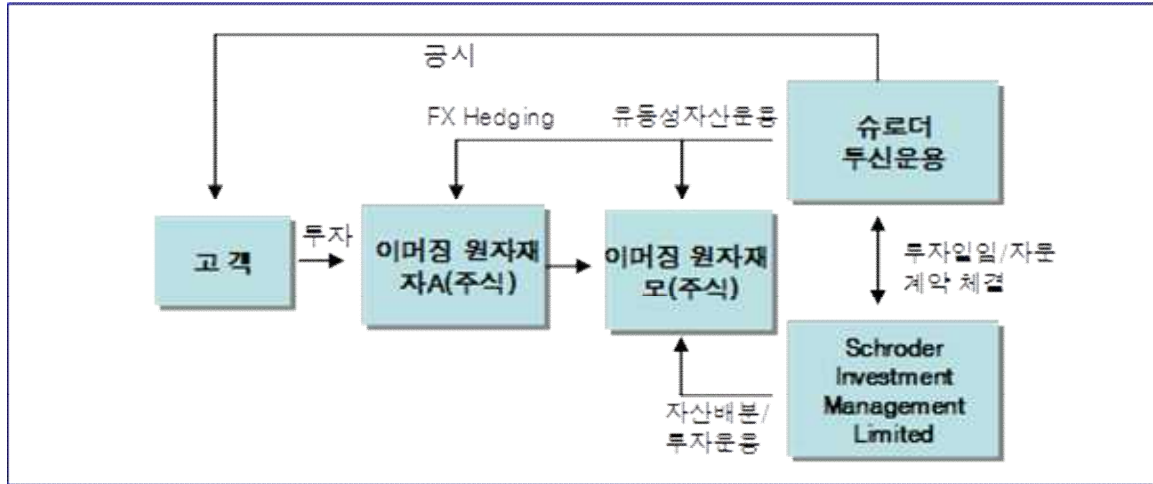 공시
FX Hedging
유동성자산운용
슈로더
투신운용
고 객
투자
이머징 원자재
자A(주식)
이머징 원자재
모(주식)
투자일임/자문
계약 체결
자산배분/
투자운용
Schroder
Investment
Management
Limited